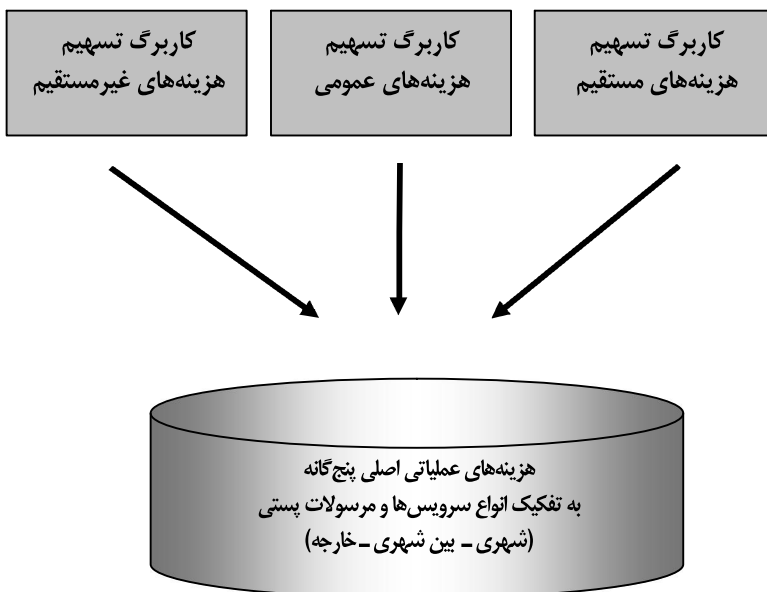 کاربرگ تسهیم
هزینه‌های مستقیم
کاربرگ تسهیم
هزینه‌های عمومی
کاربرگ تسهیم
هزینه‌های غیرمستقیم
هزینه‌های عملیاتی اصلی پنج‌گانه
به تفکیک انواع سرویس‌ها و مرسولات پستی
(شهری ـ بین شهری ـ خارجه)